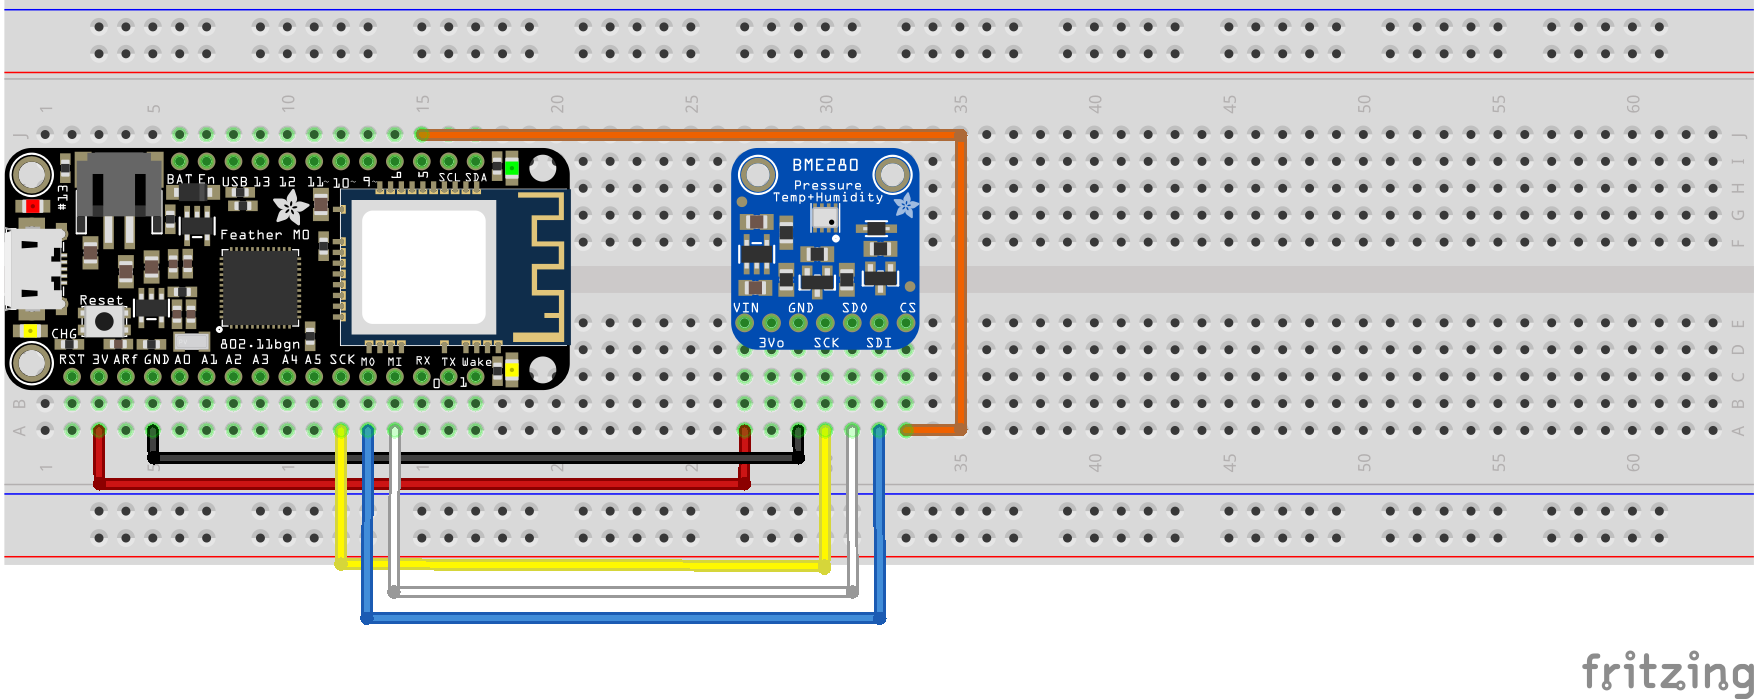 1 5 10 15 20 25 30 35 40 45 50 55 60
J J
I
H
G
F
BAT En USB 13 12 11~ 10~ 9~ 6 5 SCL SDA
#13
Feather M0
Reset
CHG
802.11bgn
RST 3V ARf GND A0 A1 A2 A3 A4 A5 SCK M0 MI RX TX Wake
0 1
BME280
Pressure
Temp+Humidity
VIN GND SDO CS
3Vo SCK SDI
E
D
C
B B
A A
1 5 1 15 20 25 35 40 45 50 55 60
fritzing